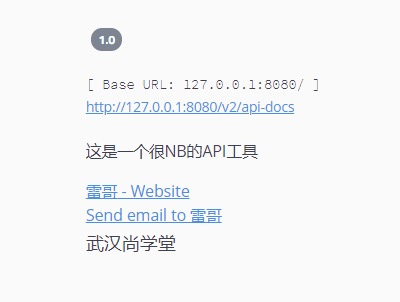 1.0
[ Base URL: 127.0.0.1:8080/ ]
http://127.0.0.1:8080/v2/api-docs
这是一个很NB的API工具
雷哥 - Website
Send email to 雷哥
武汉尚学堂